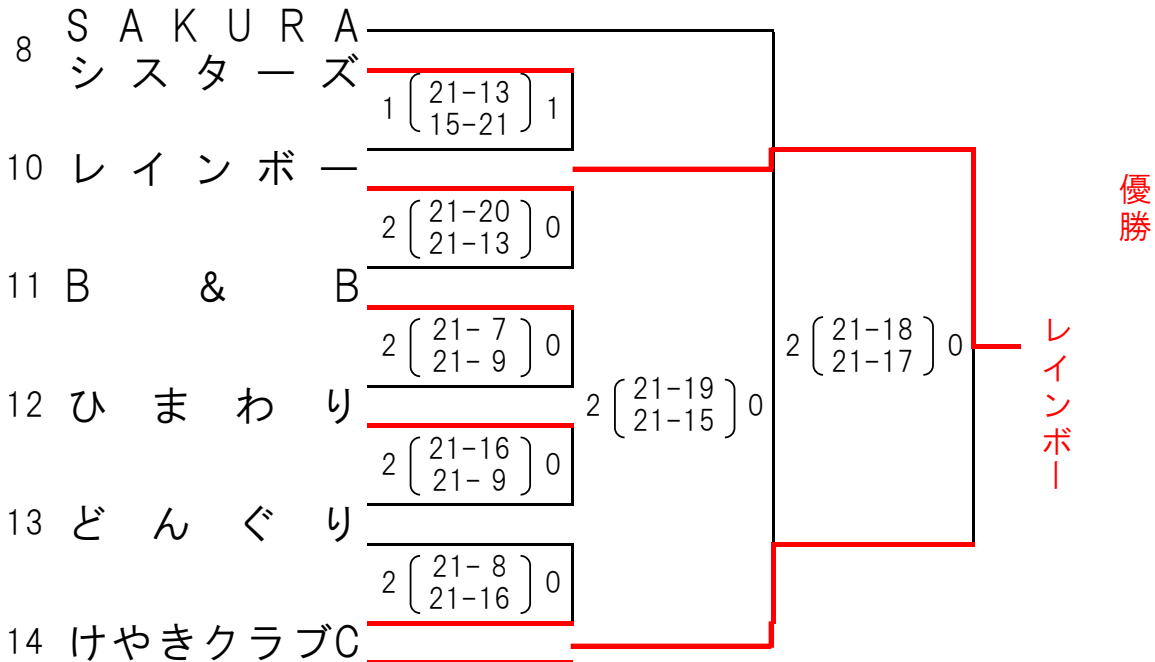 8 SAKURA
シスターズ
1 21-13 1
15-21
10 レインボー
2 21-20 0
21-13
11 B & B
2 21- 7 0
21- 9
12 ひまわり
2 21-16 0
21- 9
13 どんぐり
2 21- 8 0
21-16
14 けやきクラブC
2 21-19 0
21-15
2 21-18 0
21-17
優勝
レインボー